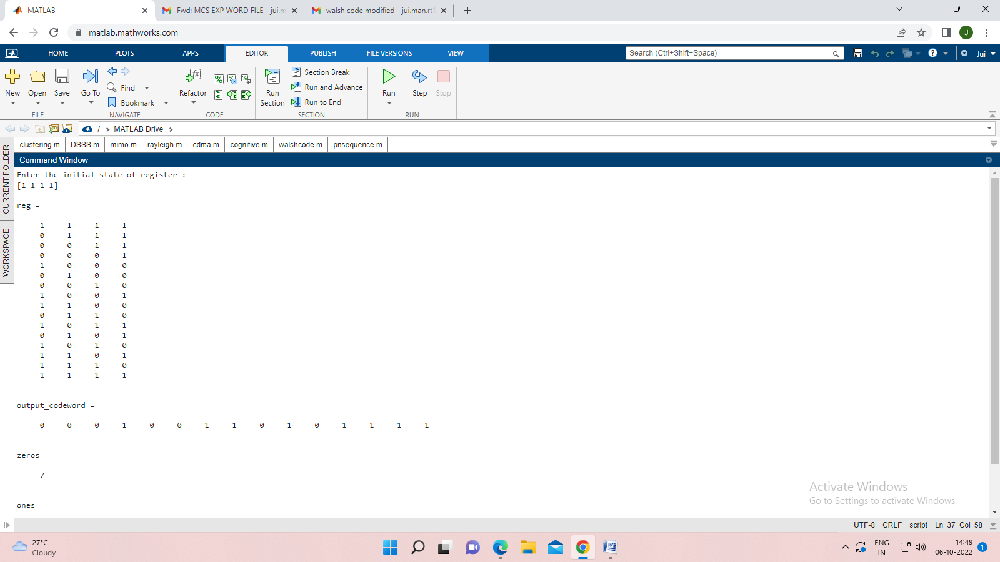 MATLAB
Fwd: MCS EXP WORD FILE - jui.m
walsh code modified - jui.man.rt
matlab.mathworks.com
J
HOME PLOTS APPS EDITOR PUBLISH FILE VERSIONS VIEW
Search (Ctrl+Shift+Space)
Jui
New Open Save
FILE
Go To
Find
Bookmark
NAVIGATE
Refactor
CODE
Run Section
Section Break
Run and Advance
Run to End
SECTION
Run Step Stop
RUN
/ MATLAB Drive
CURRENT FOLDER
WORKSPACE
clustering.m DSSS.m mimo.m rayleigh.m cdma.m cognitive.m walshcode.m pnsequence.m
Command Window
Enter the initial state of register :
[1 1 1 1]
reg =
1 1 1 1
0 1 1 1
0 0 1 1
0 0 0 1
1 0 0 0
0 1 0 0
0 0 1 0
1 0 0 1
1 1 0 0
0 1 1 0
1 0 1 1
0 1 0 1
1 0 1 0
1 1 0 1
1 1 1 0
1 1 1 1
output_codeword =
0 0 0 1 0 0 1 1 0 1 0 1 1 1 1
zeros =
7
ones =
Activate Windows
Go to Settings to activate Windows.
UTF-8 CRLF script Ln 37 Col 58
27°C
Cloudy
ENG
IN
14:49
06-10-2022
1